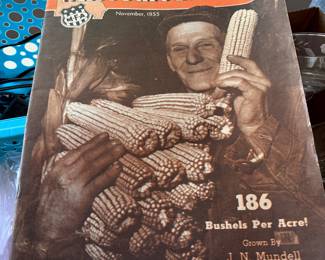 November, 1955
186
Bushels Per Acre!
Grown By
J. N. Mundell